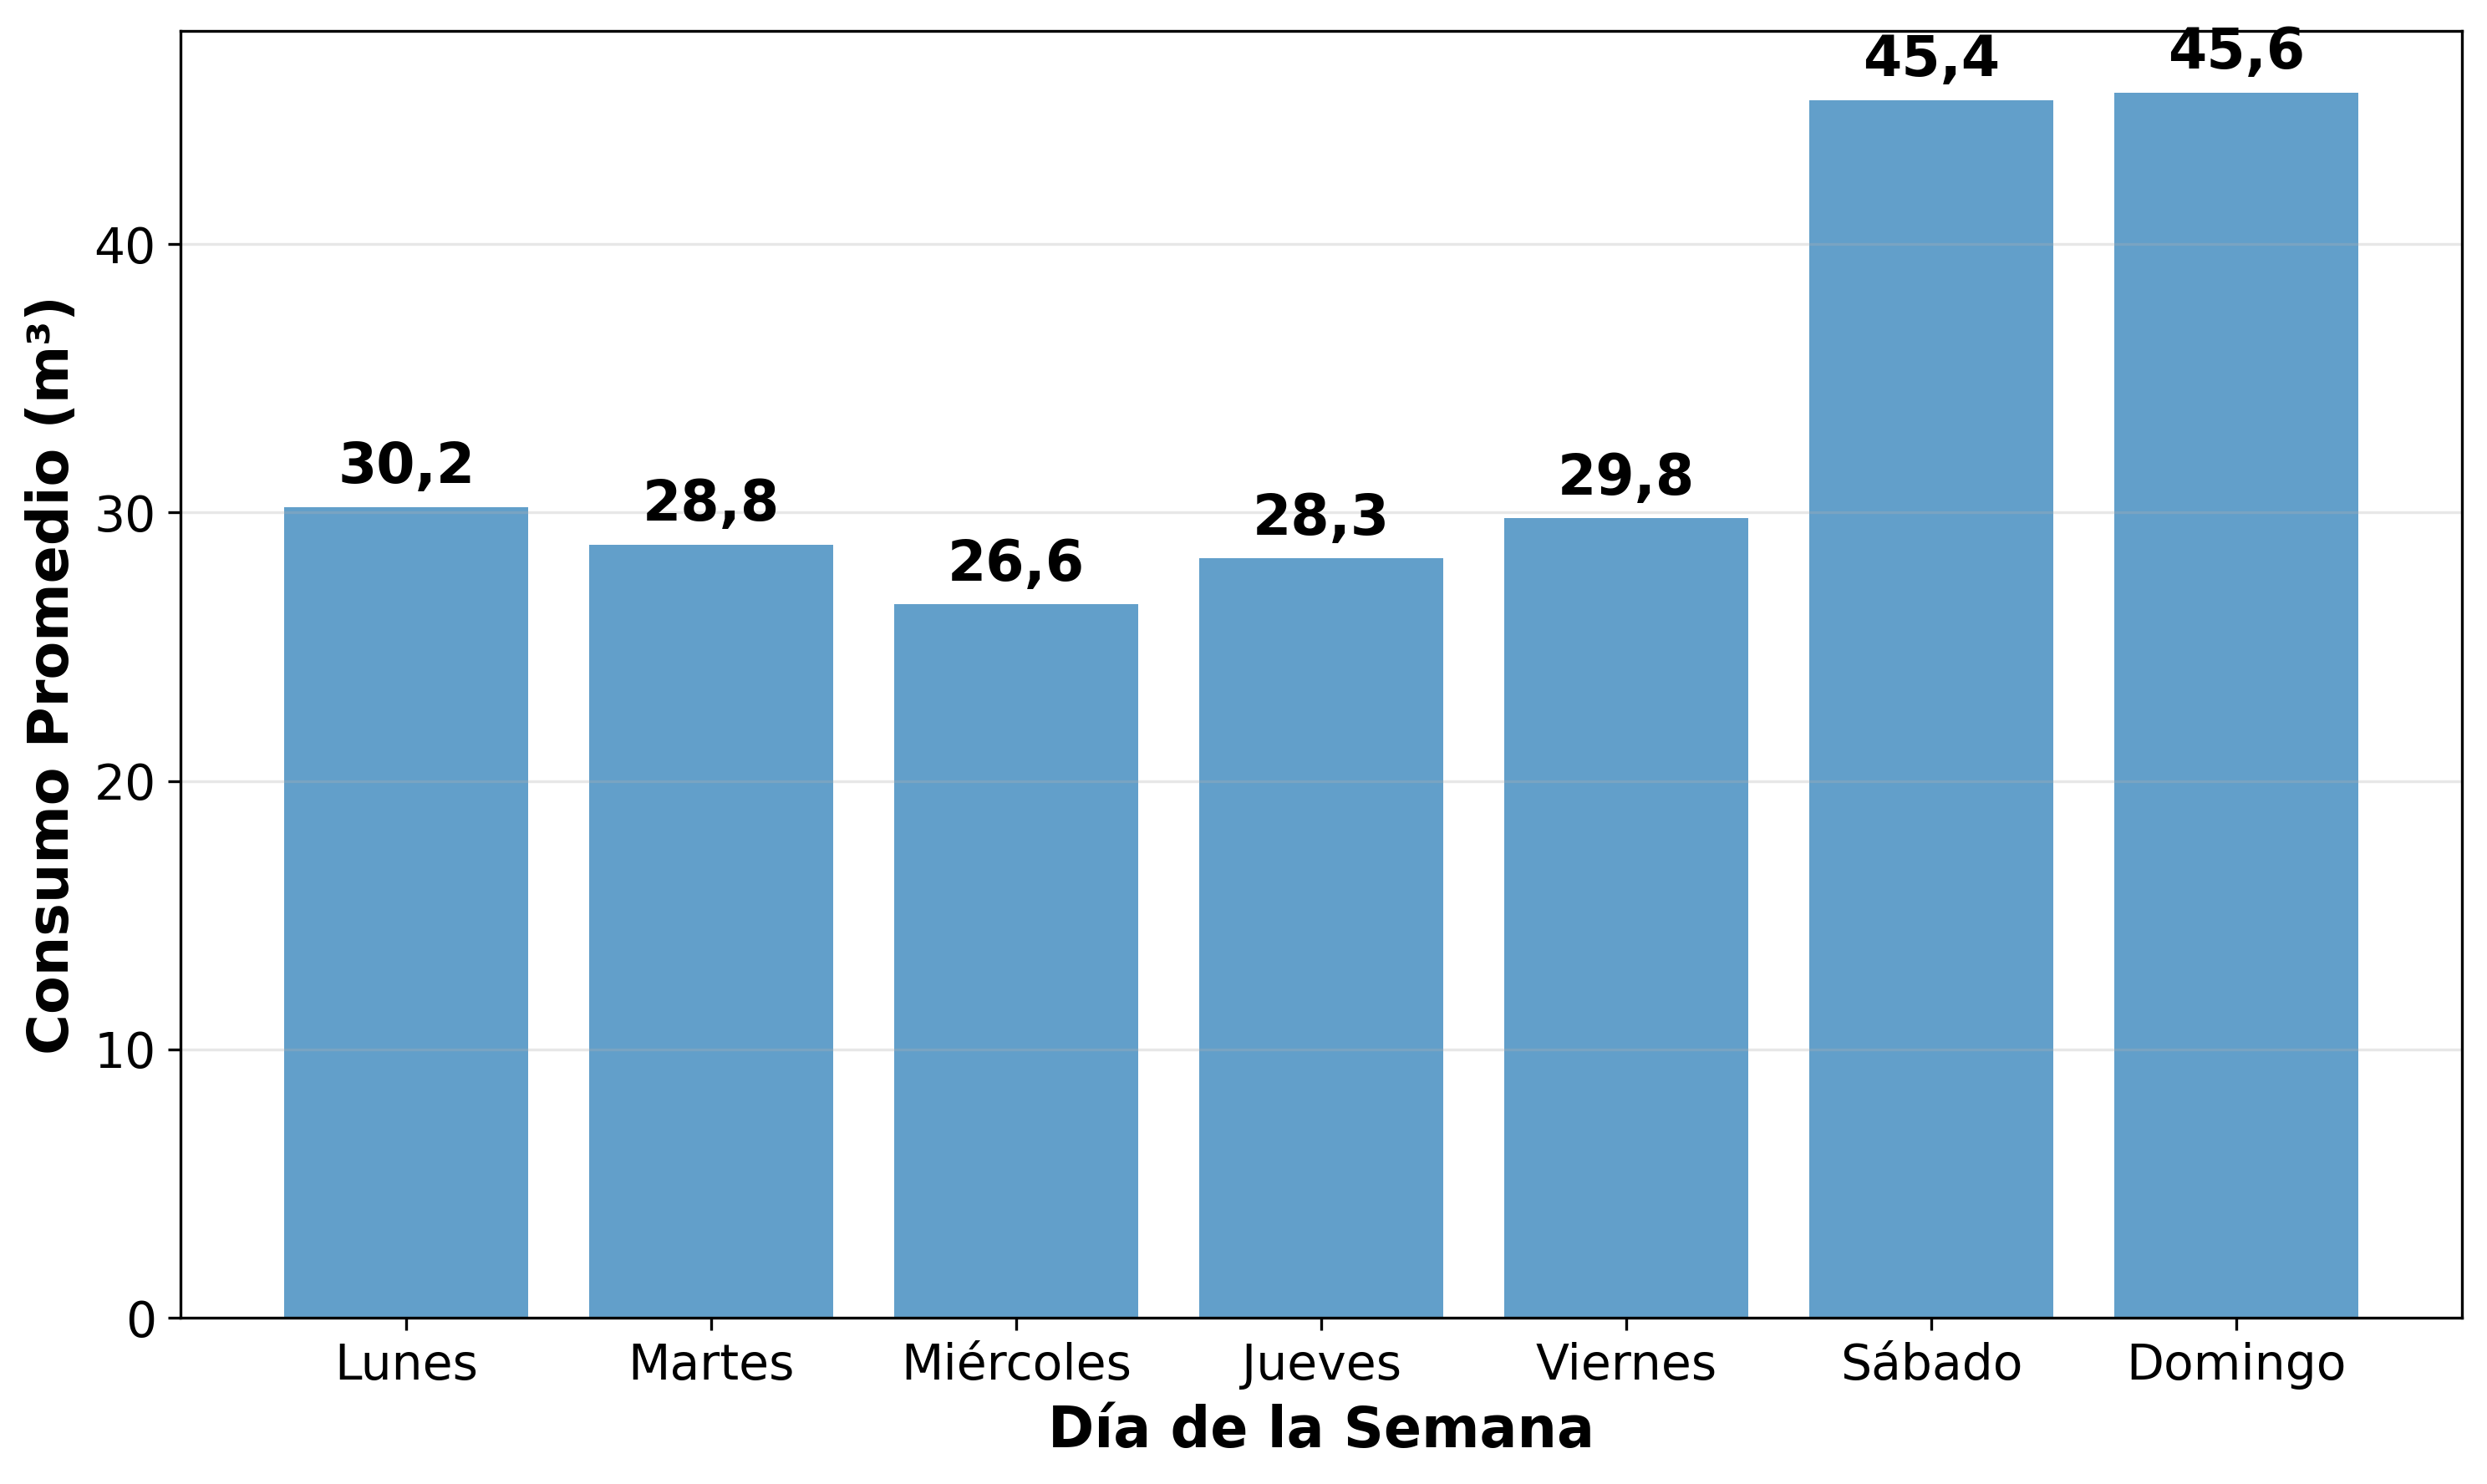 45,4
45,6
40
30,2
28,8
26,6
28,3
29,8
30
20
10
0
Consumo Promedio (m³)
Lunes
Martes
Miércoles
Jueves
Viernes
Sábado
Domingo
Día de la Semana